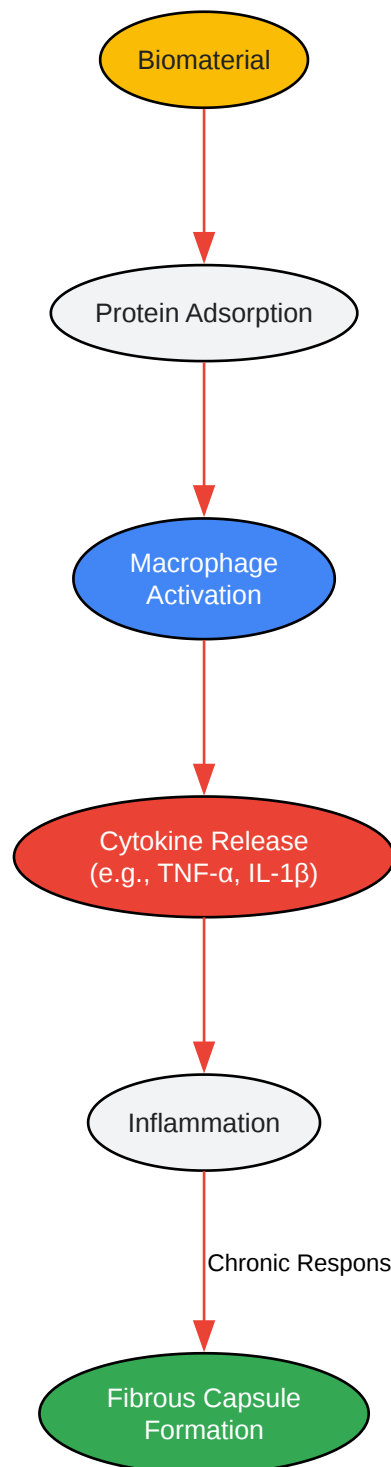 Biomaterial
Protein Adsorption
Macrophage
Activation
Cytokine Release
(e.g., TNF-α, IL-1β)
Inflammation
Chronic Respons
Fibrous Capsule
Formation